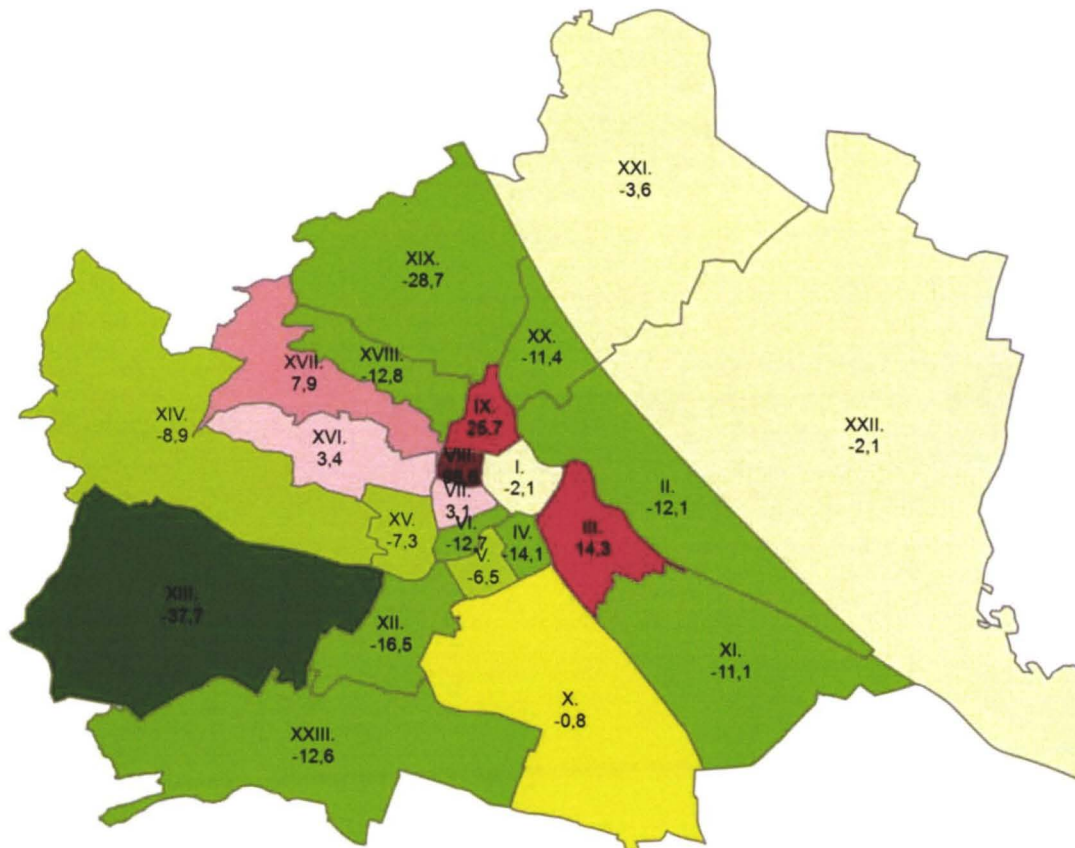 XXI.
-3,6
XIX.
-28,7
XX.
-11,4
XVIII.
-12,8
XVII.
7,9
IX.
25,7
XIV.
-8,9
XVI.
3,4
XXII.
-2,1
VIII.
I.
-2,1
VII.
3,1
II.
-12,1
XV.
-7,3
VI.
-12,7
IV.
-14,1
III.
14,3
V.
-6,5
XIII.
-37,7
XII.
-16,5
XI.
-11,1
X.
-0,8
XXIII.
-12,6